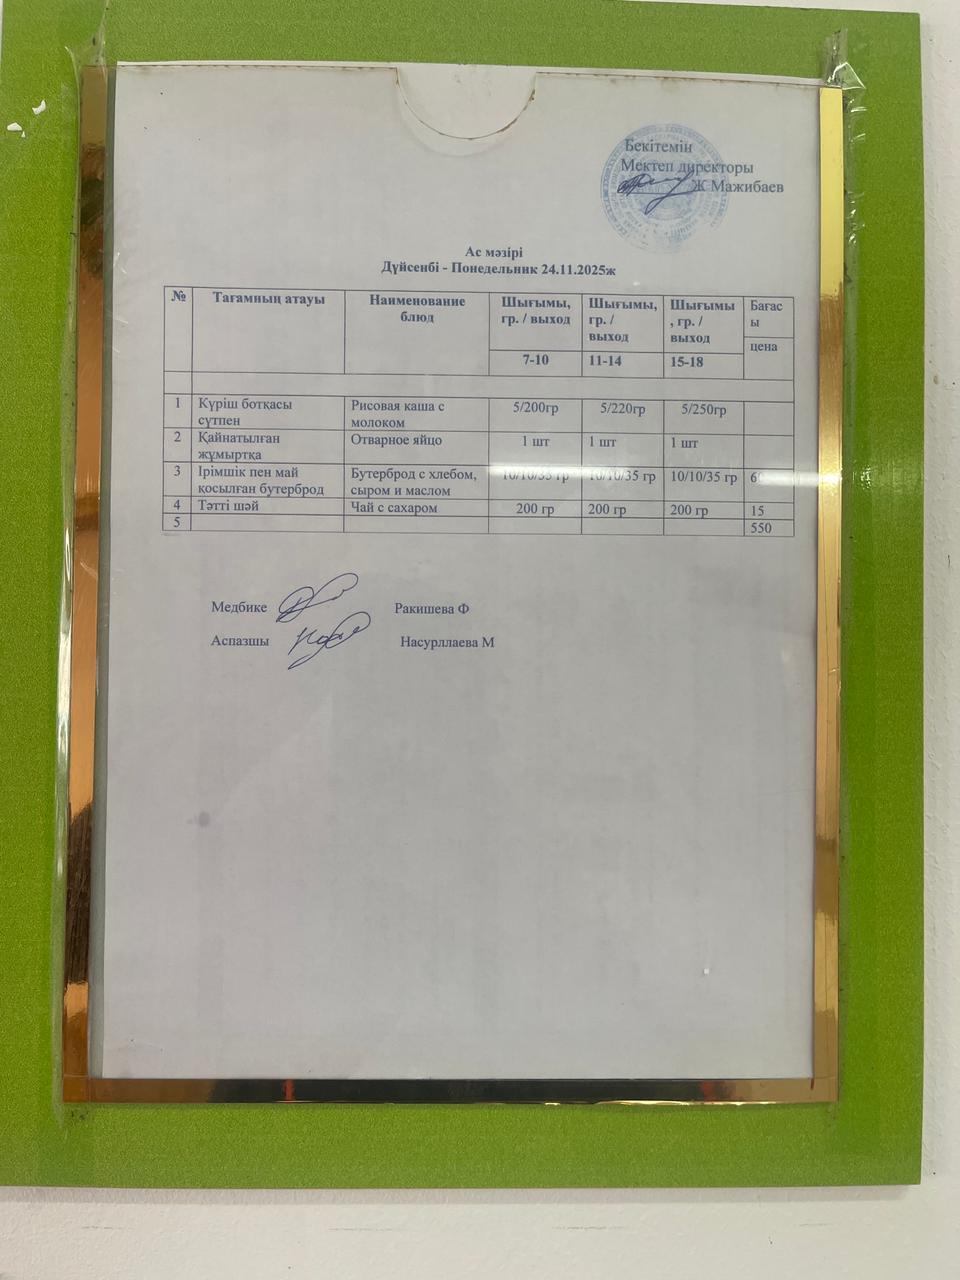 Бекітемін
Мектеп директоры
Ж Мажибаев
Ас мәзірі
Дүйсенбі - Понедельник 24.11.2025ж
№ Тағамның атауы Наименование блюд Шығымы, гр. / выход Шығымы, гр. / выход Шығымы , гр. / выход Бағас ы
7-10 11-14 15-18 цена
1 Күріш ботқасы сүтпен Рисовая каша с молоком 5/200гр 5/220гр 5/250гр
2 Қайнатылған жұмыртқа Отварное яйцо 1 шт 1 шт 1 шт
3 Ірімшік пен май қосылған бутерброд Бутерброд с хлебом, сыром и маслом 10/10/35 гр 10/10/35 гр 10/10/35 гр
4 Тәтті шәй Чай с сахаром 200 гр 200 гр 200 гр 15
5 550
Медбике Ракишева Ф
Аспазшы Насурллаева М